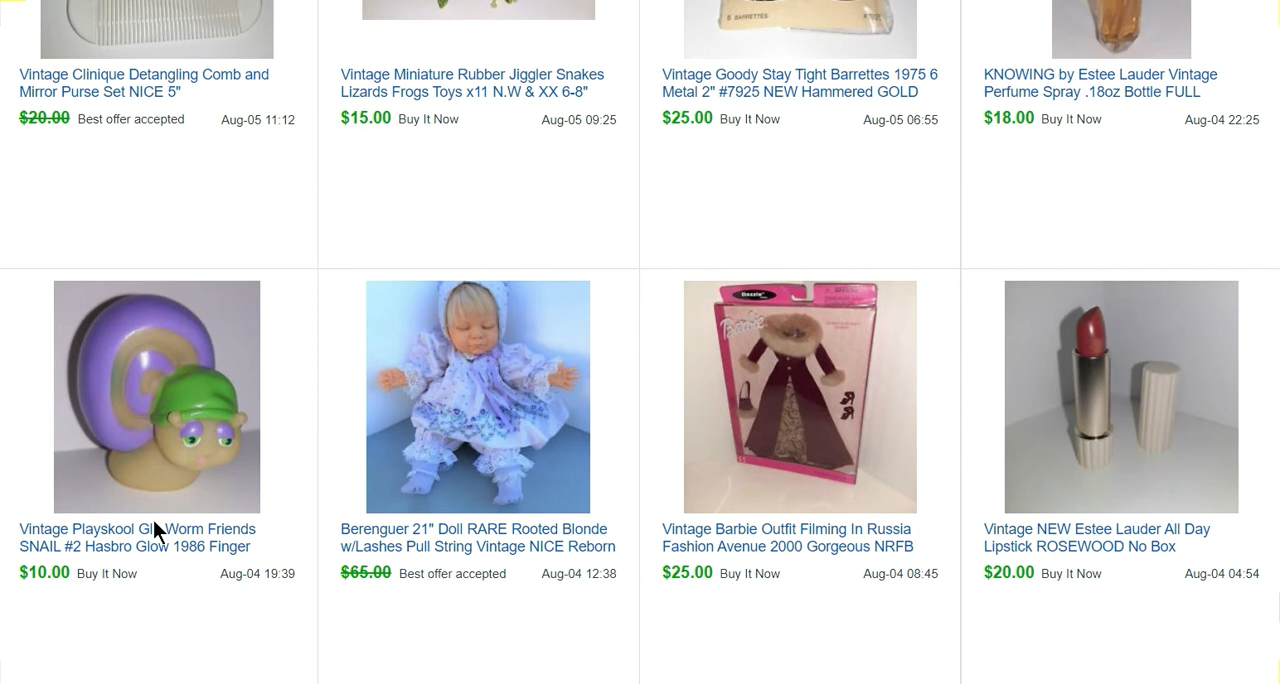 6 BARRETTES
Vintage Clinique Detangling Comb and
Mirror Purse Set NICE 5"
$20.00 Best offer accepted Aug-05 11:12
Vintage Miniature Rubber Jiggler Snakes
Lizards Frogs Toys x11 N.W & XX 6-8"
$15.00 Buy It Now Aug-05 09:25
Vintage Goody Stay Tight Barrettes 1975 6
Metal 2" #7925 NEW Hammered GOLD
$25.00 Buy It Now Aug-05 06:55
KNOWING by Estee Lauder Vintage
Perfume Spray .18oz Bottle FULL
$18.00 Buy It Now Aug-04 22:25
Vintage Playskool Worm Friends
SNAIL #2 Hasbro Glow 1986 Finger
$10.00 Buy It Now Aug-04 19:39
Berenguer 21" Doll RARE Rooted Blonde
w/Lashes Pull String Vintage NICE Reborn
$65.00 Best offer accepted Aug-04 12:38
Dazzle
Barbie
Vintage Barbie Outfit Filming In Russia
Fashion Avenue 2000 Gorgeous NRFB
$25.00 Buy It Now Aug-04 08:45
Vintage NEW Estee Lauder All Day
Lipstick ROSEWOOD No Box
$20.00 Buy It Now Aug-04 04:54